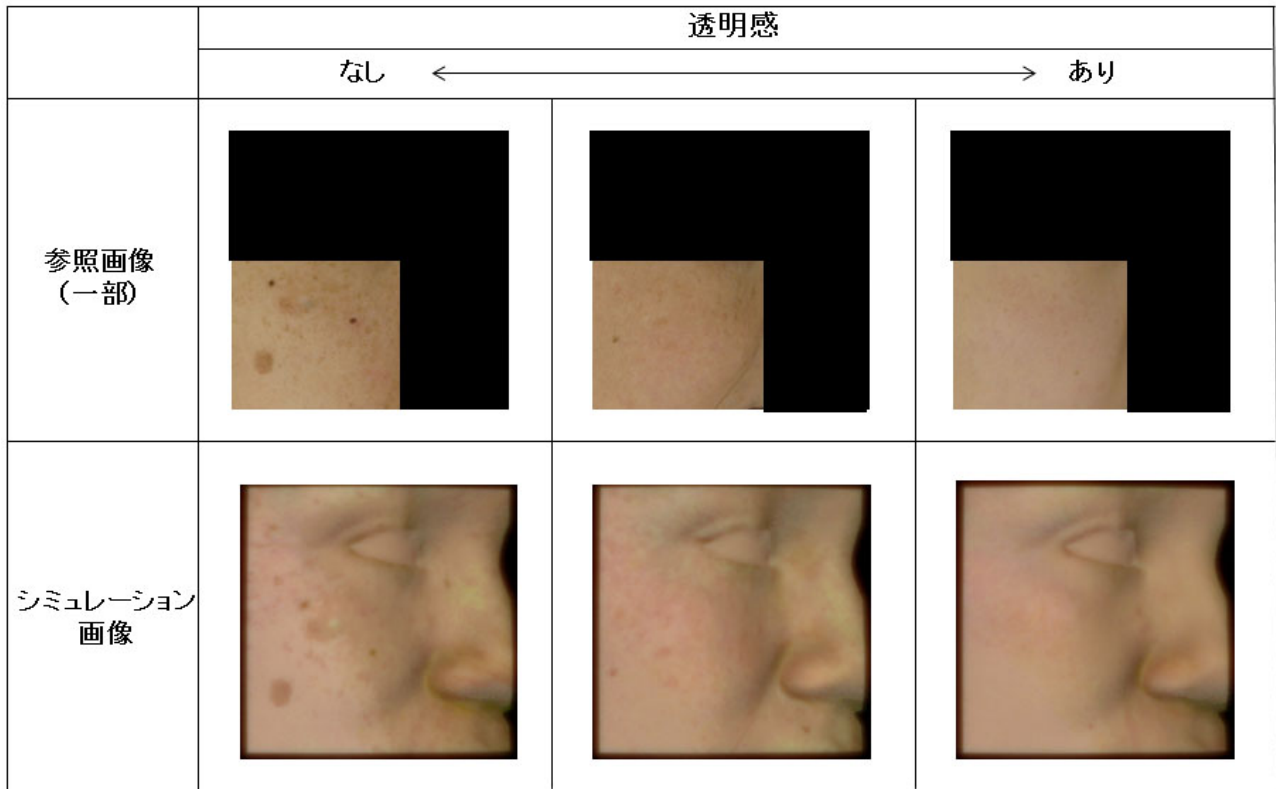 透明感
なし
あり
参照画像
(一部)
シミュレーション
画像